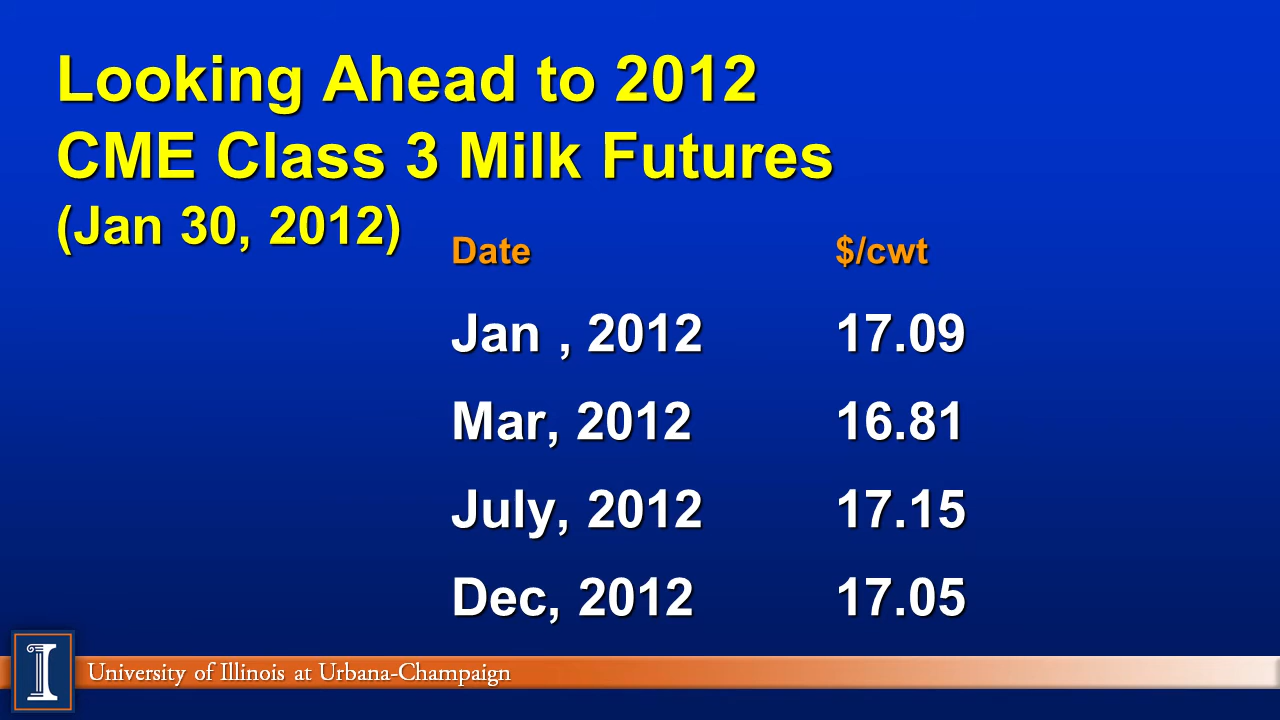 Looking Ahead to 2012
CME Class 3 Milk Futures
(Jan 30, 2012)
Date $/cwt
Jan , 2012 17.09
Mar, 2012 16.81
July, 2012 17.15
Dec, 2012 17.05
I
University of Illinois at Urbana-Champaign